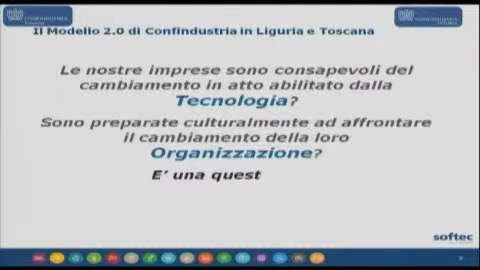 CONFINDUSTRIA
CONFINDUSTRIA
Il Modello 2.0 di Confindustria in Liguria e Toscana
Le nostre imprese sono consapevoli del
cambiamento in atto abilitato dalla
Tecnologia?
Sono preparate culturalmente ad affrontare
il cambiamento della loro
Organizzazione?
E' una quest
softec